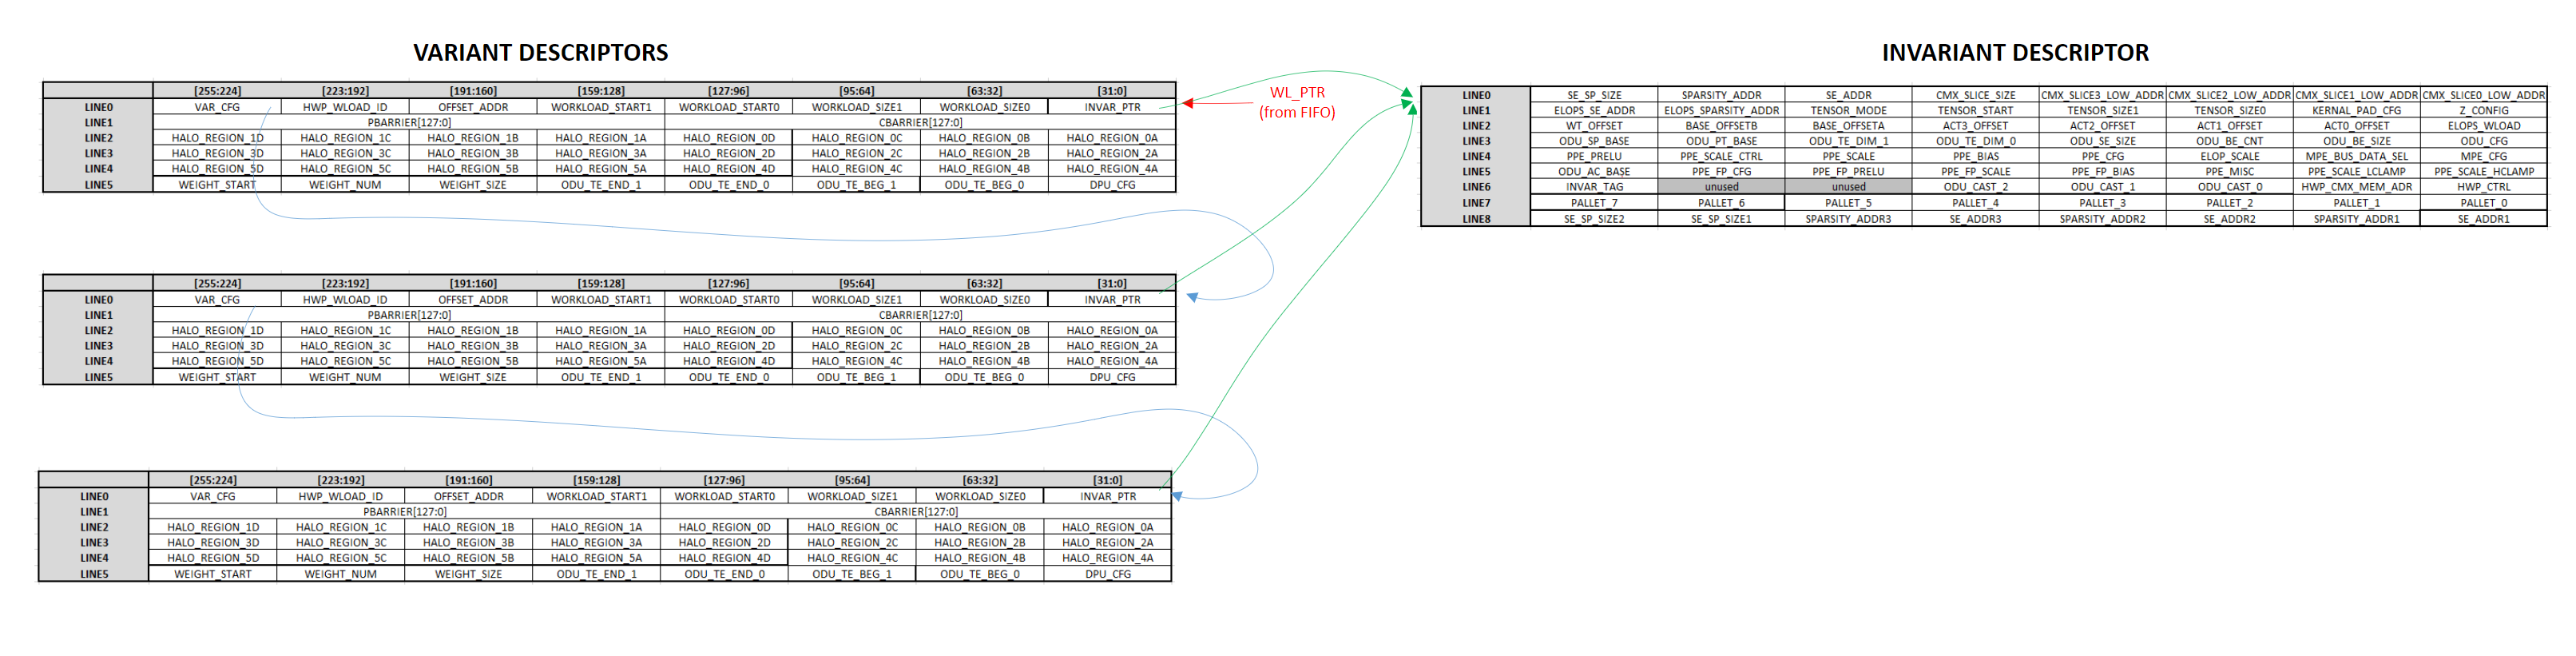 VARIANT DESCRIPTORS
INVARIANT DESCRIPTOR
[255:224] [223:192] [191:160] [159:128] [127:96] [95:64] [63:32] [31:0]
LINE0 VAR_CFG HWP_WLOAD_ID OFFSET_ADDR WORKLOAD_START1 WORKLOAD_START0 WORKLOAD_SIZE1 WORKLOAD_SIZE0 INVAR_PTR
LINE1 PBARRIER[127:0] CBARRIER[127:0]
LINE2 HALO_REGION_1D HALO_REGION_1C HALO_REGION_1B HALO_REGION_1A HALO_REGION_0D HALO_REGION_0C HALO_REGION_0B HALO_REGION_0A
LINE3 HALO_REGION_3D HALO_REGION_3C HALO_REGION_3B HALO_REGION_3A HALO_REGION_2D HALO_REGION_2C HALO_REGION_2B HALO_REGION_2A
LINE4 HALO_REGION_5D HALO_REGION_5C HALO_REGION_5B HALO_REGION_5A HALO_REGION_4D HALO_REGION_4C HALO_REGION_4B HALO_REGION_4A
LINE5 WEIGHT_START WEIGHT_NUM WEIGHT_SIZE ODU_TE_END_1 ODU_TE_END_0 ODU_TE_BEG_1 ODU_TE_BEG_0 DPU_CFG
WL_PTR
(from FIFO)
LINE0 SE_SP_SIZE SPARSITY_ADDR SE_ADDR CMX_SLICE_SIZE CMX_SLICE3_LOW_ADDR CMX_SLICE2_LOW_ADDR CMX_SLICE1_LOW_ADDR CMX_SLICE0_LOW_ADDR
LINE1 ELOPS_SE_ADDR ELOPS_SPARSITY_ADDR TENSOR_MODE TENSOR_START TENSOR_SIZE1 TENSOR_SIZE0 KERNAL_PAD_CFG Z_CONFIG
LINE2 WT_OFFSET BASE_OFFSETB BASE_OFFSETA ACT3_OFFSET ACT2_OFFSET ACT1_OFFSET ACT0_OFFSET ELOPS_WLOAD
LINE3 ODU_SP_BASE ODU_PT_BASE ODU_TE_DIM_1 ODU_TE_DIM_0 ODU_SE_SIZE ODU_BE_CNT ODU_BE_SIZE ODU_CFG
LINE4 PPE_PRELU PPE_SCALE_CTRL PPE_SCALE PPE_BIAS PPE_CFG ELOP_SCALE MPE_BUS_DATA_SEL MPE_CFG
LINE5 ODU_AC_BASE PPE_FP_CFG PPE_FP_PRELU PPE_FP_SCALE PPE_FP_BIAS PPE_MISC PPE_SCALE_LCLAMP PPE_SCALE_HCLAMP
LINE6 INVAR_TAG unused unused ODU_CAST_2 ODU_CAST_1 ODU_CAST_0 HWP_CMX_MEM_ADR HWP_CTRL
LINE7 PALLET_7 PALLET_6 PALLET_5 PALLET_4 PALLET_3 PALLET_2 PALLET_1 PALLET_0
LINE8 SE_SP_SIZE2 SE_SP_SIZE1 SPARSITY_ADDR3 SE_ADDR3 SPARSITY_ADDR2 SE_ADDR2 SPARSITY_ADDR1 SE_ADDR1
[255:224] [223:192] [191:160] [159:128] [127:96] [95:64] [63:32] [31:0]
LINE0 VAR_CFG HWP_WLOAD_ID OFFSET_ADDR WORKLOAD_START1 WORKLOAD_START0 WORKLOAD_SIZE1 WORKLOAD_SIZE0 INVAR_PTR
LINE1 PBARRIER[127:0] CBARRIER[127:0]
LINE2 HALO_REGION_1D HALO_REGION_1C HALO_REGION_1B HALO_REGION_1A HALO_REGION_0D HALO_REGION_0C HALO_REGION_0B HALO_REGION_0A
LINE3 HALO_REGION_3D HALO_REGION_3C HALO_REGION_3B HALO_REGION_3A HALO_REGION_2D HALO_REGION_2C HALO_REGION_2B HALO_REGION_2A
LINE4 HALO_REGION_5D HALO_REGION_5C HALO_REGION_5B HALO_REGION_5A HALO_REGION_4D HALO_REGION_4C HALO_REGION_4B HALO_REGION_4A
LINE5 WEIGHT_START WEIGHT_NUM WEIGHT_SIZE ODU_TE_END_1 ODU_TE_END_0 ODU_TE_BEG_1 ODU_TE_BEG_0 DPU_CFG
[255:224] [223:192] [191:160] [159:128] [127:96] [95:64] [63:32] [31:0]
LINE0 VAR_CFG HWP_WLOAD_ID OFFSET_ADDR WORKLOAD_START1 WORKLOAD_START0 WORKLOAD_SIZE1 WORKLOAD_SIZE0 INVAR_PTR
LINE1 PBARRIER[127:0] CBARRIER[127:0]
LINE2 HALO_REGION_1D HALO_REGION_1C HALO_REGION_1B HALO_REGION_1A HALO_REGION_0D HALO_REGION_0C HALO_REGION_0B HALO_REGION_0A
LINE3 HALO_REGION_3D HALO_REGION_3C HALO_REGION_3B HALO_REGION_3A HALO_REGION_2D HALO_REGION_2C HALO_REGION_2B HALO_REGION_2A
LINE4 HALO_REGION_5D HALO_REGION_5C HALO_REGION_5B HALO_REGION_5A HALO_REGION_4D HALO_REGION_4C HALO_REGION_4B HALO_REGION_4A
LINE5 WEIGHT_START WEIGHT_NUM WEIGHT_SIZE ODU_TE_END_1 ODU_TE_END_0 ODU_TE_BEG_1 ODU_TE_BEG_0 DPU_CFG